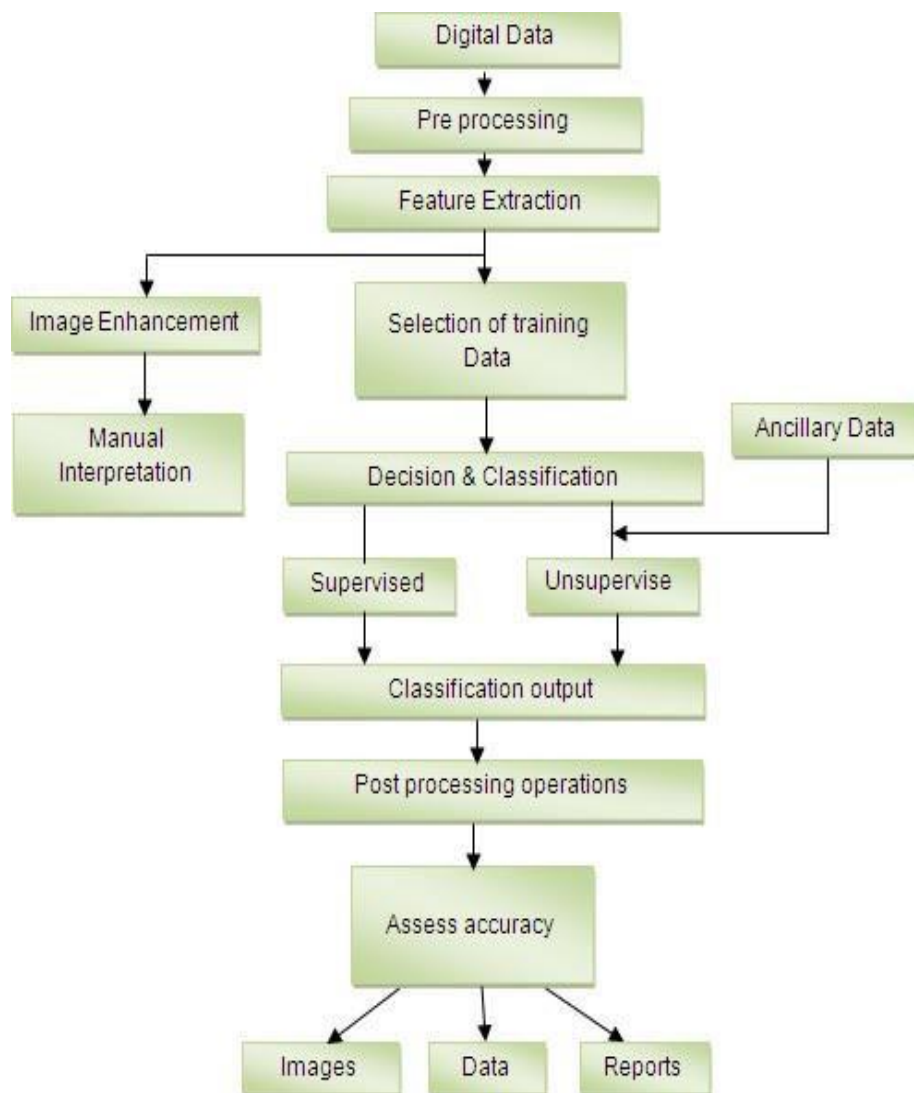 Digital Data
Pre processing
Feature Extraction
Image Enhancement
Selection of training
Data
Manual
Interpretation
Ancillary Data
Decision & Classification
Supervised
Unsupervise
Classification output
Post processing operations
Assess accuracy
Images
Data
Reports